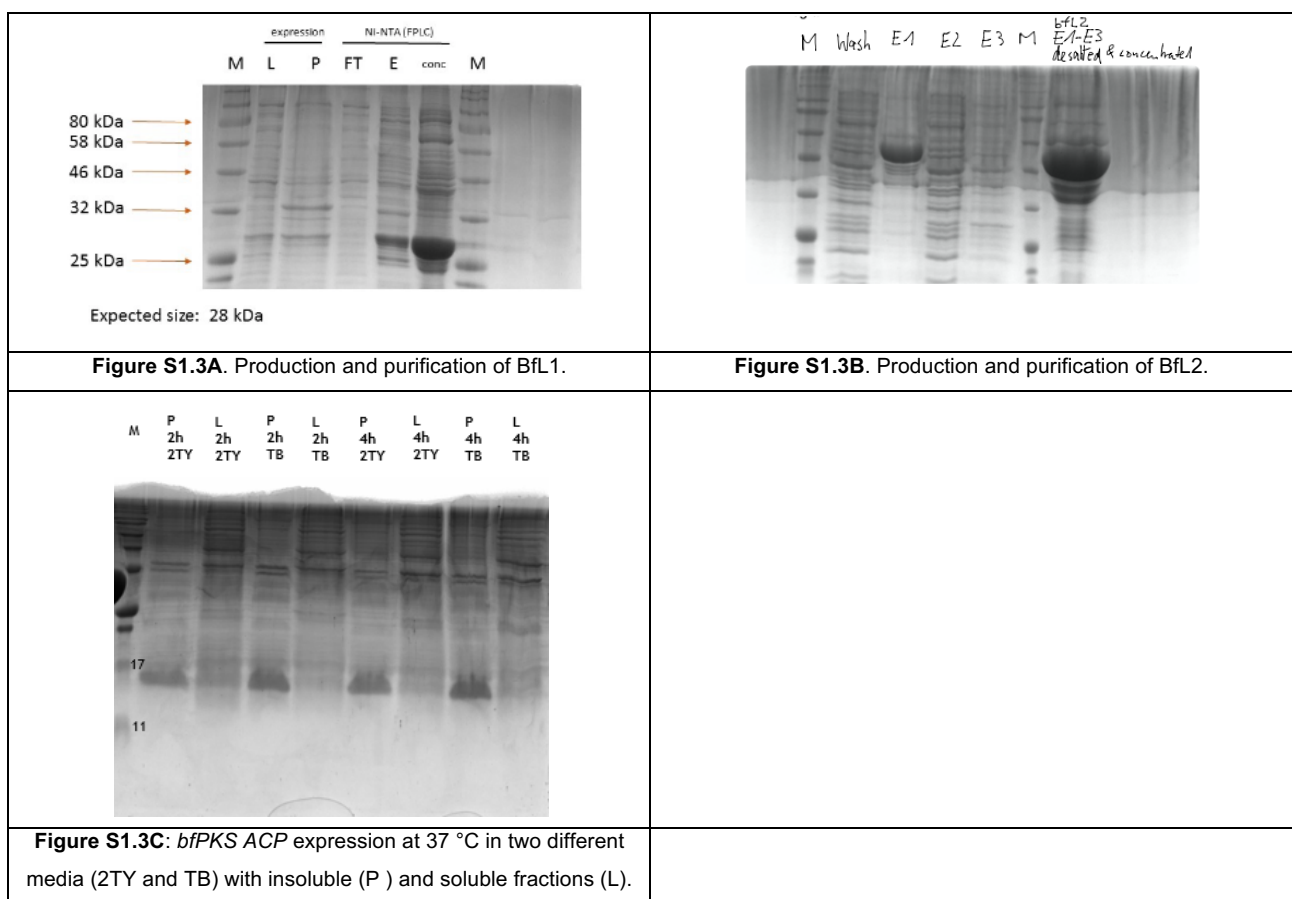 expression NI-NTA (FPLC)
M L P FT E conc M
80 kDa
58 kDa
46 kDa
32 kDa
25 kDa
Expected size: 28 kDa
bfL2
M Wash E1 E2 E3 M E1-E3
desalted & concentrated
Figure S1.3A. Production and purification of BfL1.
Figure S1.3B. Production and purification of BfL2.
P L P L P L P L
M 2h 2h 2h 2h 4h 4h 4h 4h
2TY 2TY TB TB 2TY 2TY TB TB
17
11
Figure S1.3C: bfPKS ACP expression at 37 °C in two different
media (2TY and TB) with insoluble (P ) and soluble fractions (L).